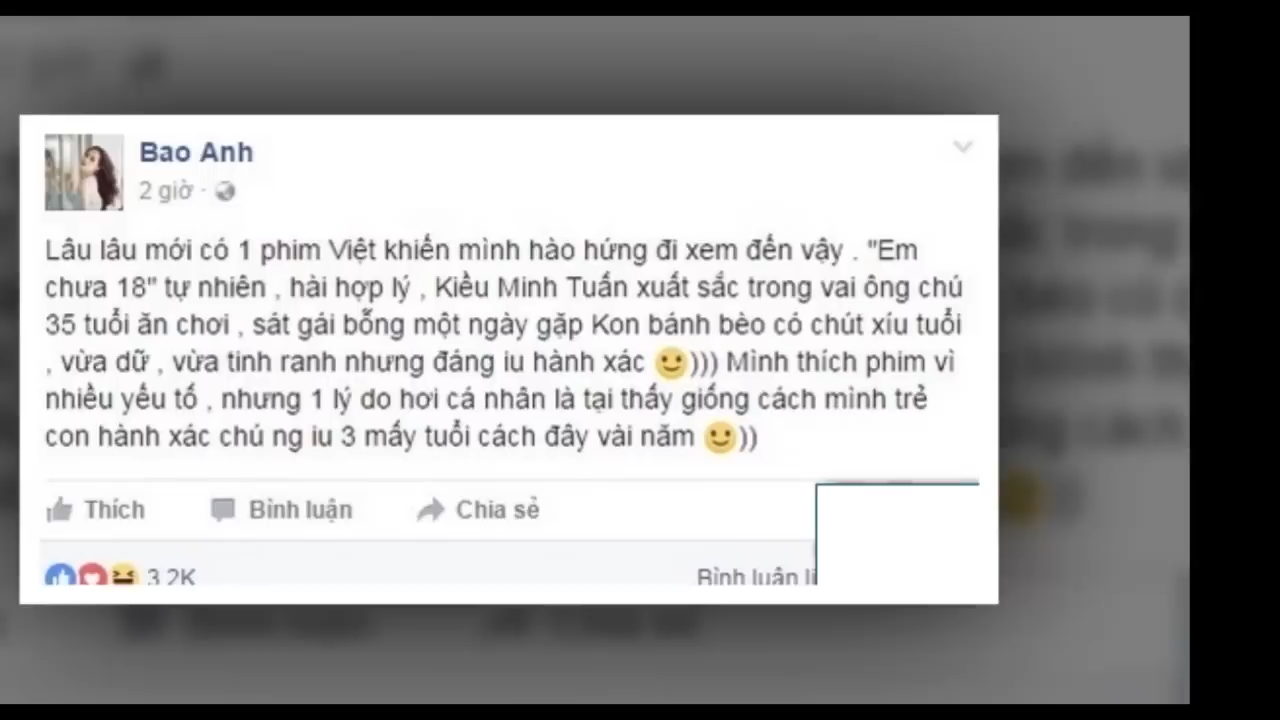 Bao Anh
2 giờ ·
Lâu lâu mới có 1 phim Việt khiến mình hào hứng đi xem đến vậy . "Em
chưa 18" tự nhiên , hài hợp lý , Kiều Minh Tuấn xuất sắc trong vai ông chú
35 tuổi ăn chơi , sát gái bỗng một ngày gặp Kon bánh bèo có chút xíu tuổi
, vừa dữ , vừa tinh ranh nhưng đáng iu hành xác 🙂))) Mình thích phim vì
nhiều yếu tố , nhưng 1 lý do hơi cá nhân là tại thấy giống cách mình trẻ
con hành xác chú ng iu 3 mấy tuổi cách đây vài năm 🙂))
Thích Bình luận Chia sẻ
3,2K Bình luận